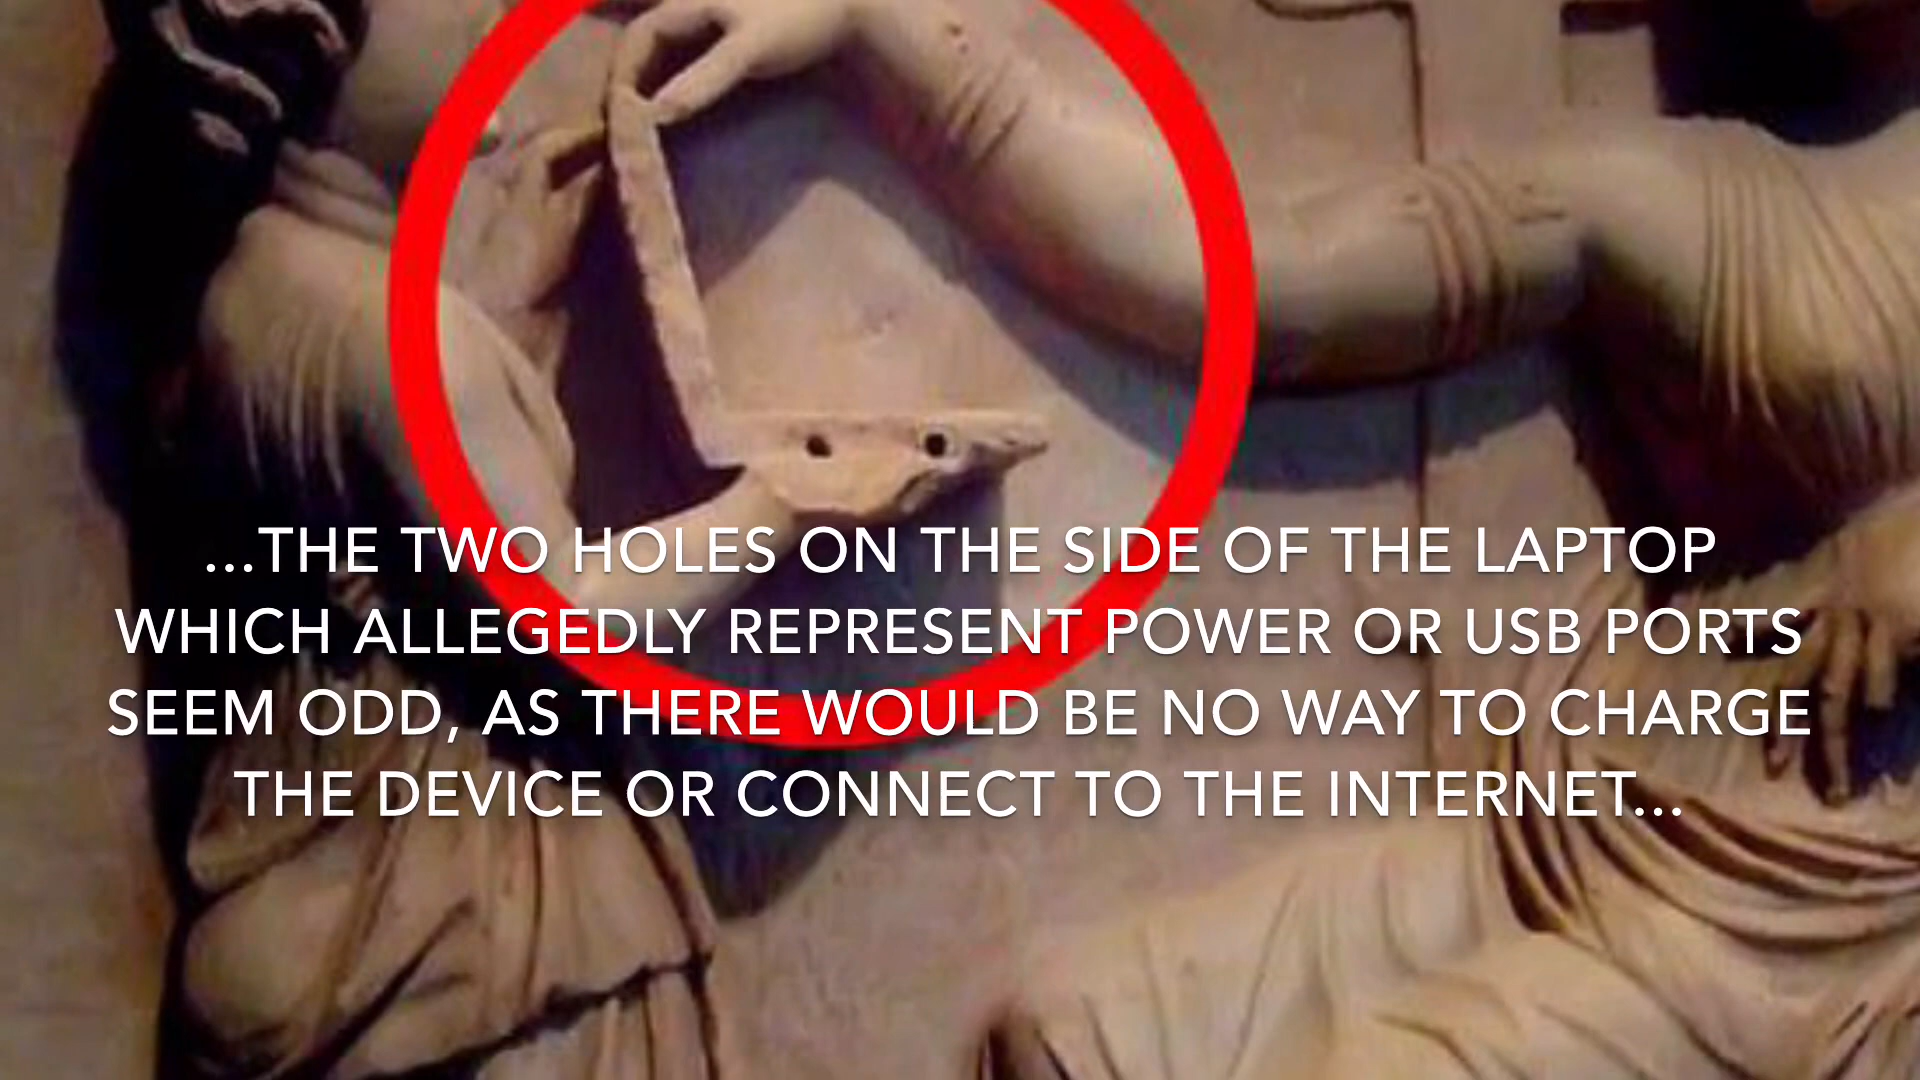 ...THE TWO HOLES ON THE SIDE OF THE LAPTOP
WHICH ALLEGEDLY REPRESENT POWER OR USB PORTS
SEEM ODD, AS THERE WOULD BE NO WAY TO CHARGE
THE DEVICE OR CONNECT TO THE INTERNET...